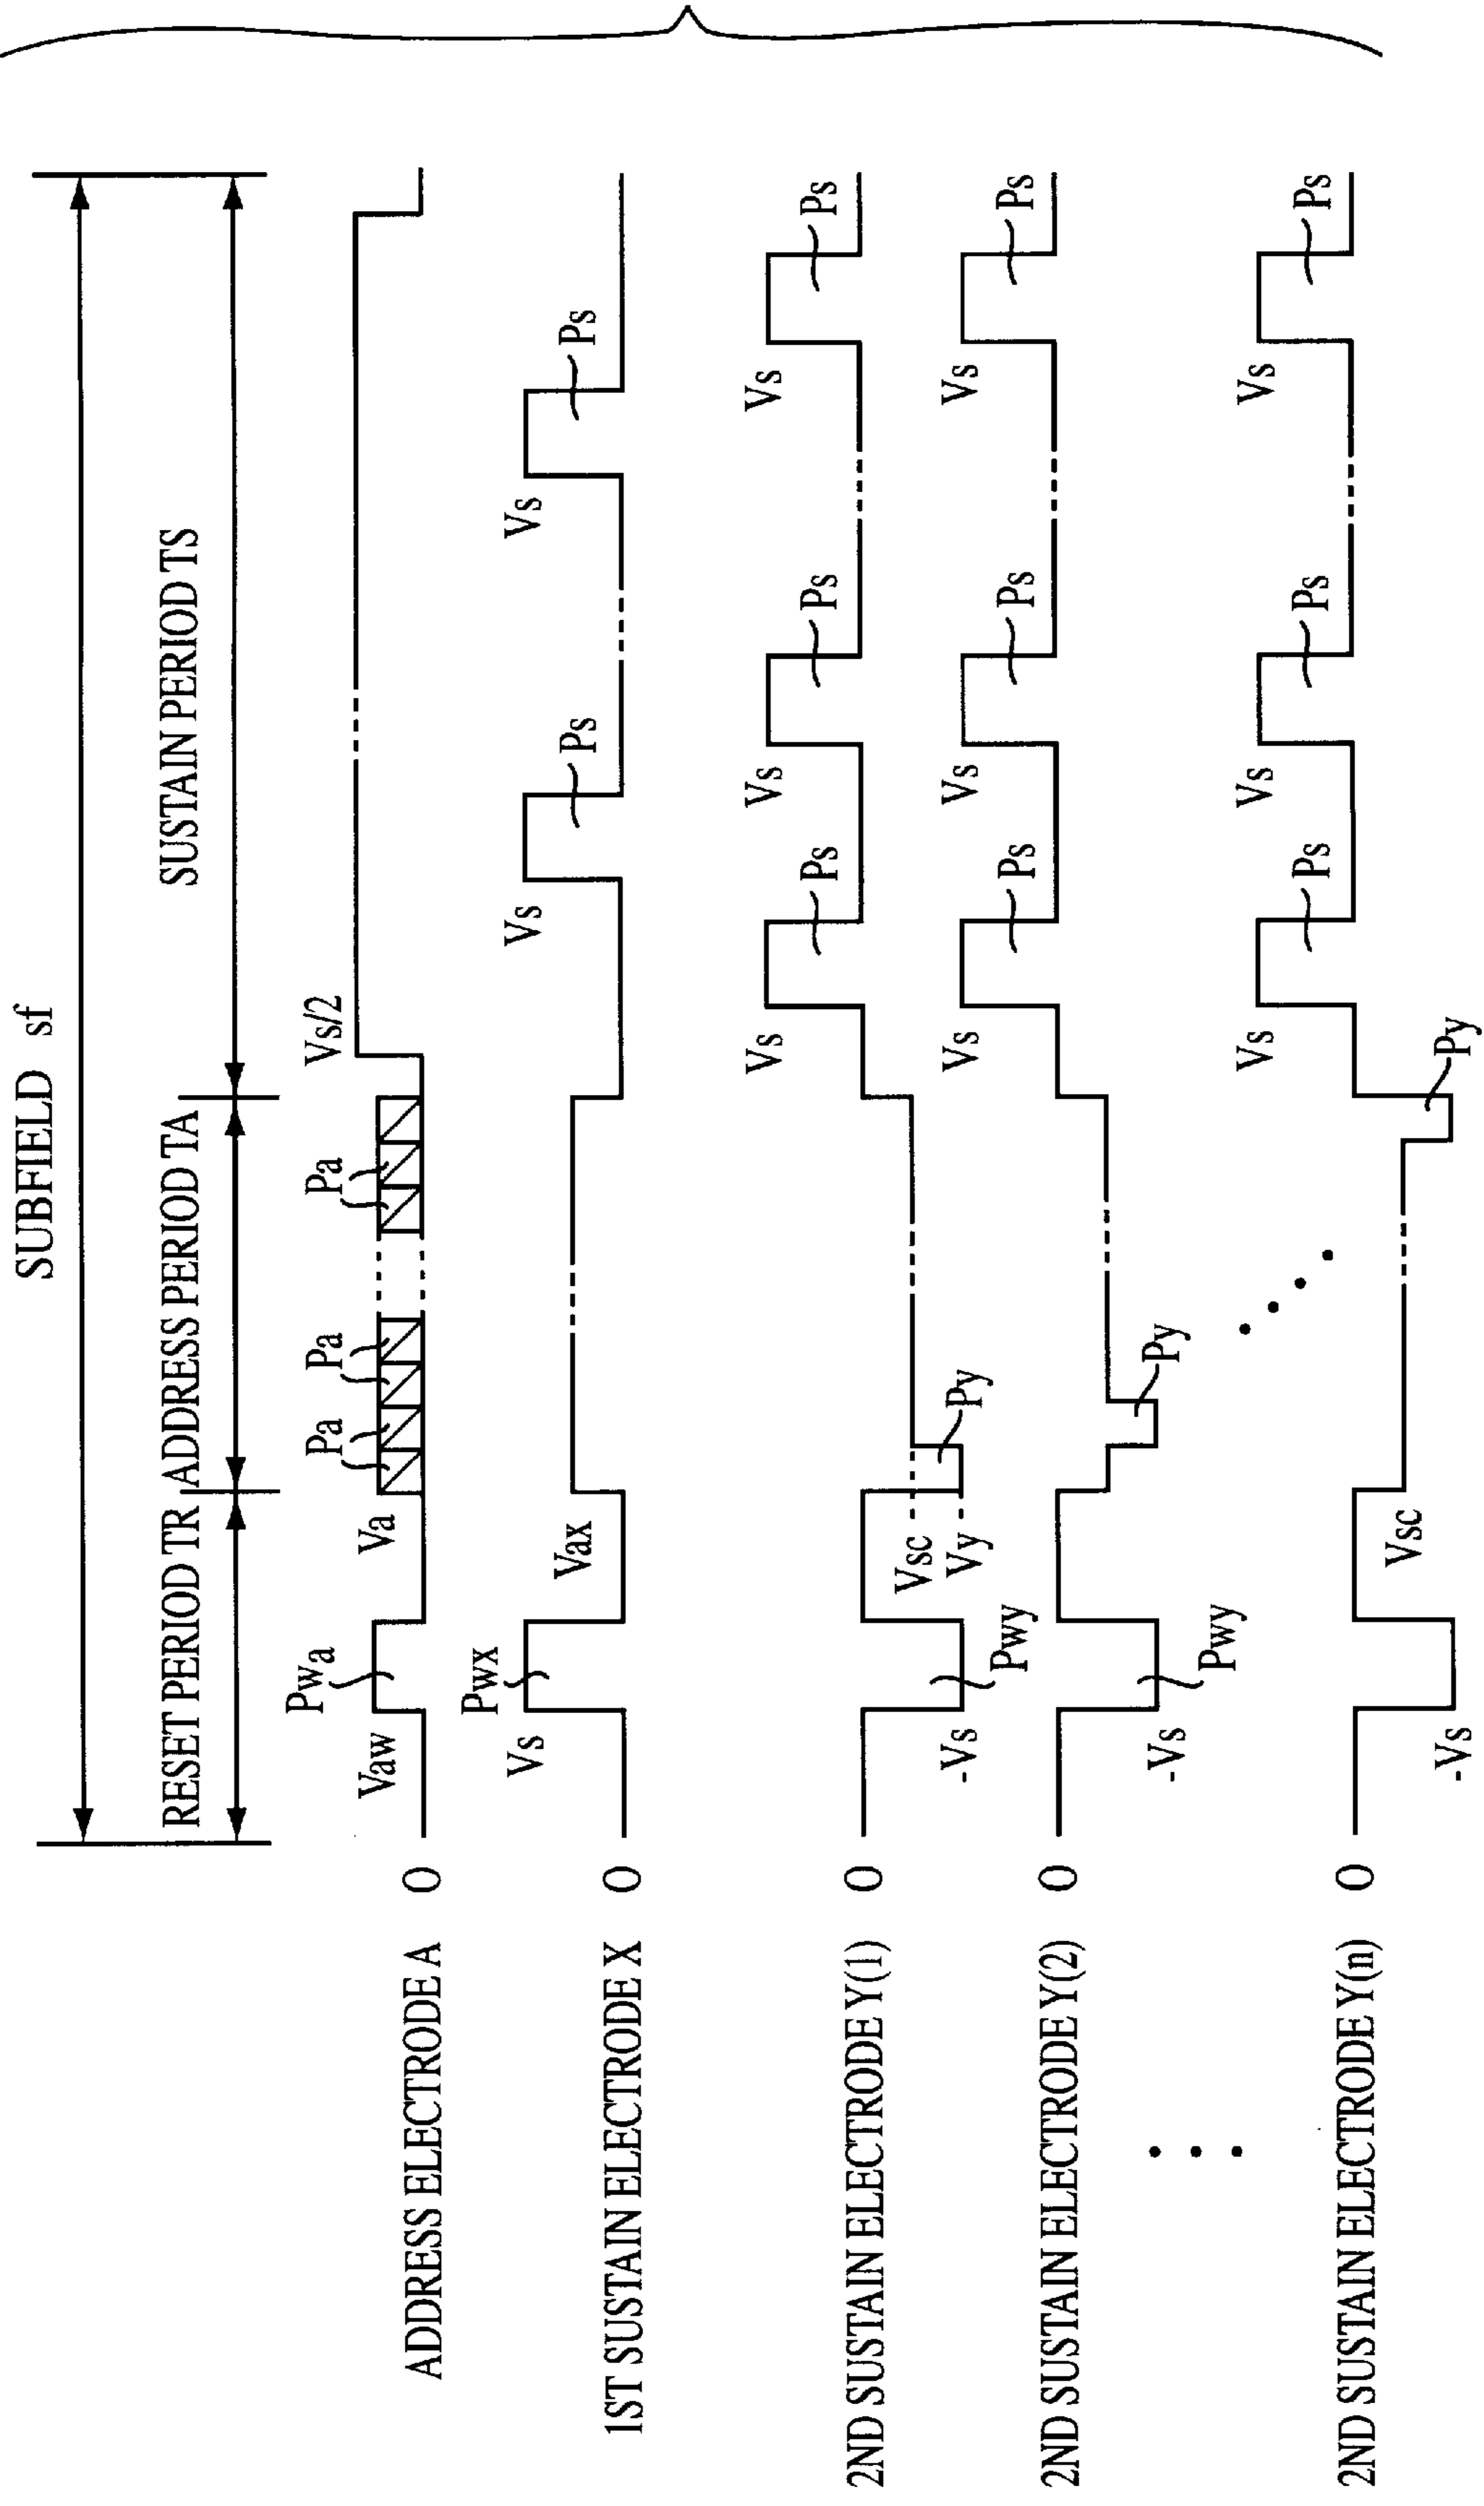 SUBFIELD sf
RESET PERIOD TR
ADDRESS PERIOD TA
SUSTAIN PERIOD TS
ADDRESS ELECTRODE A
0
Vaw
Pwa
Va
Pa
Pa
Pa
Vs/2
1ST SUSTAIN ELECTRODE X
0
Vs
Pwx
Vax
Vs
Ps
Vs
Ps
2ND SUSTAIN ELECTRODE Y(1)
0
-Vs
Pwy
Vsc
Vy
Py
Vs
Ps
Vs
Ps
Vs
Ps
2ND SUSTAIN ELECTRODE Y(2)
0
-Vs
Pwy
Py
Vs
Ps
Vs
Ps
Vs
Ps
2ND SUSTAIN ELECTRODE Y(n)
0
-Vs
Vsc
Py
Vs
Ps
Vs
Ps
Vs
Ps